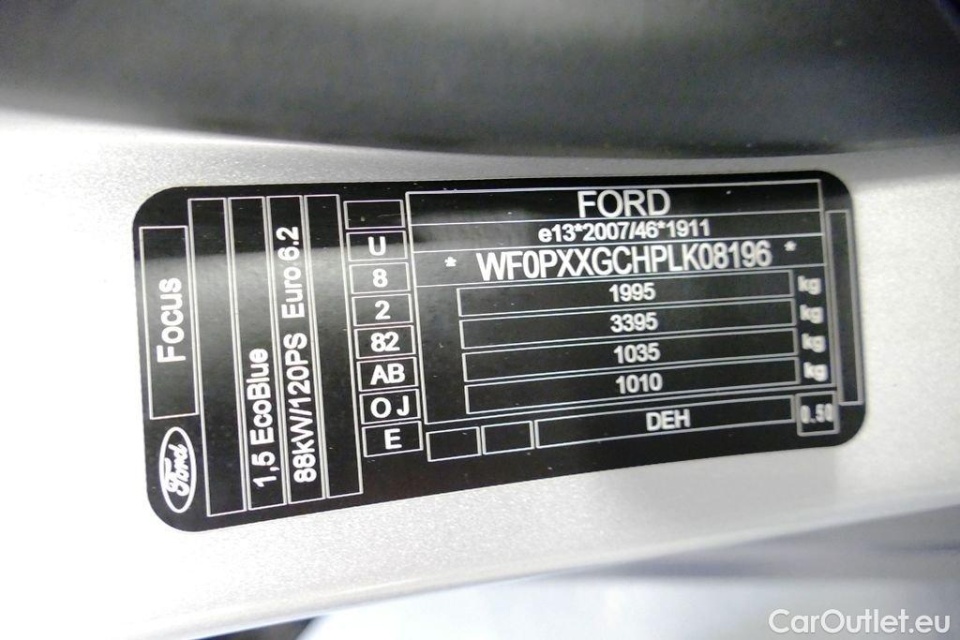 FORD
e13*2007/46*1911
* WF0PXXGCHPLK08196 *
1995 kg
3395 kg
1035 kg
1010 kg
DEH
0.50
U
8
2
82
AB
O J
E
Focus
1,5 EcoBlue
88kW/120PS Euro 6.2
Ford
CarOutlet.eu